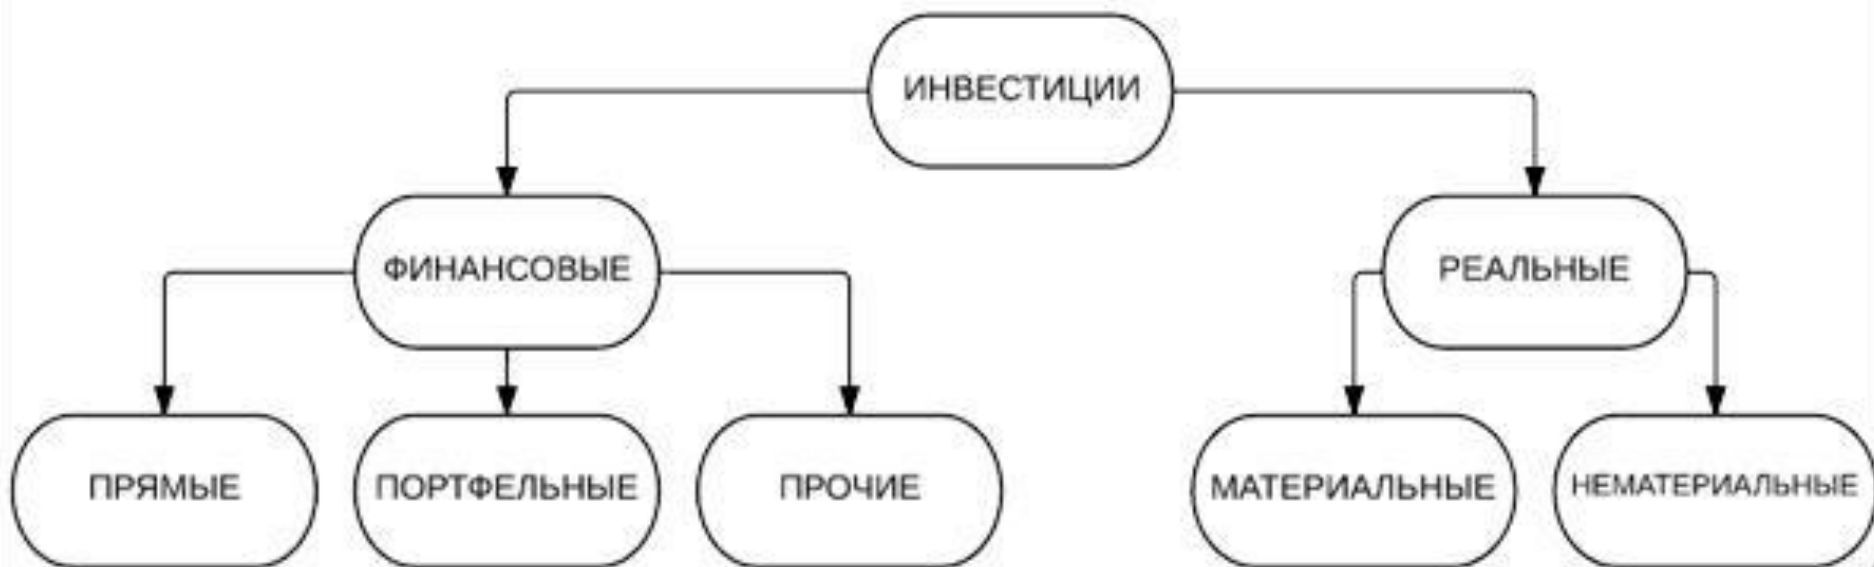 ИНВЕСТИЦИИ
ФИНАНСОВЫЕ
РЕАЛЬНЫЕ
ПРЯМЫЕ
ПОРТФЕЛЬНЫЕ
ПРОЧИЕ
МАТЕРИАЛЬНЫЕ
НЕМАТЕРИАЛЬНЫЕ